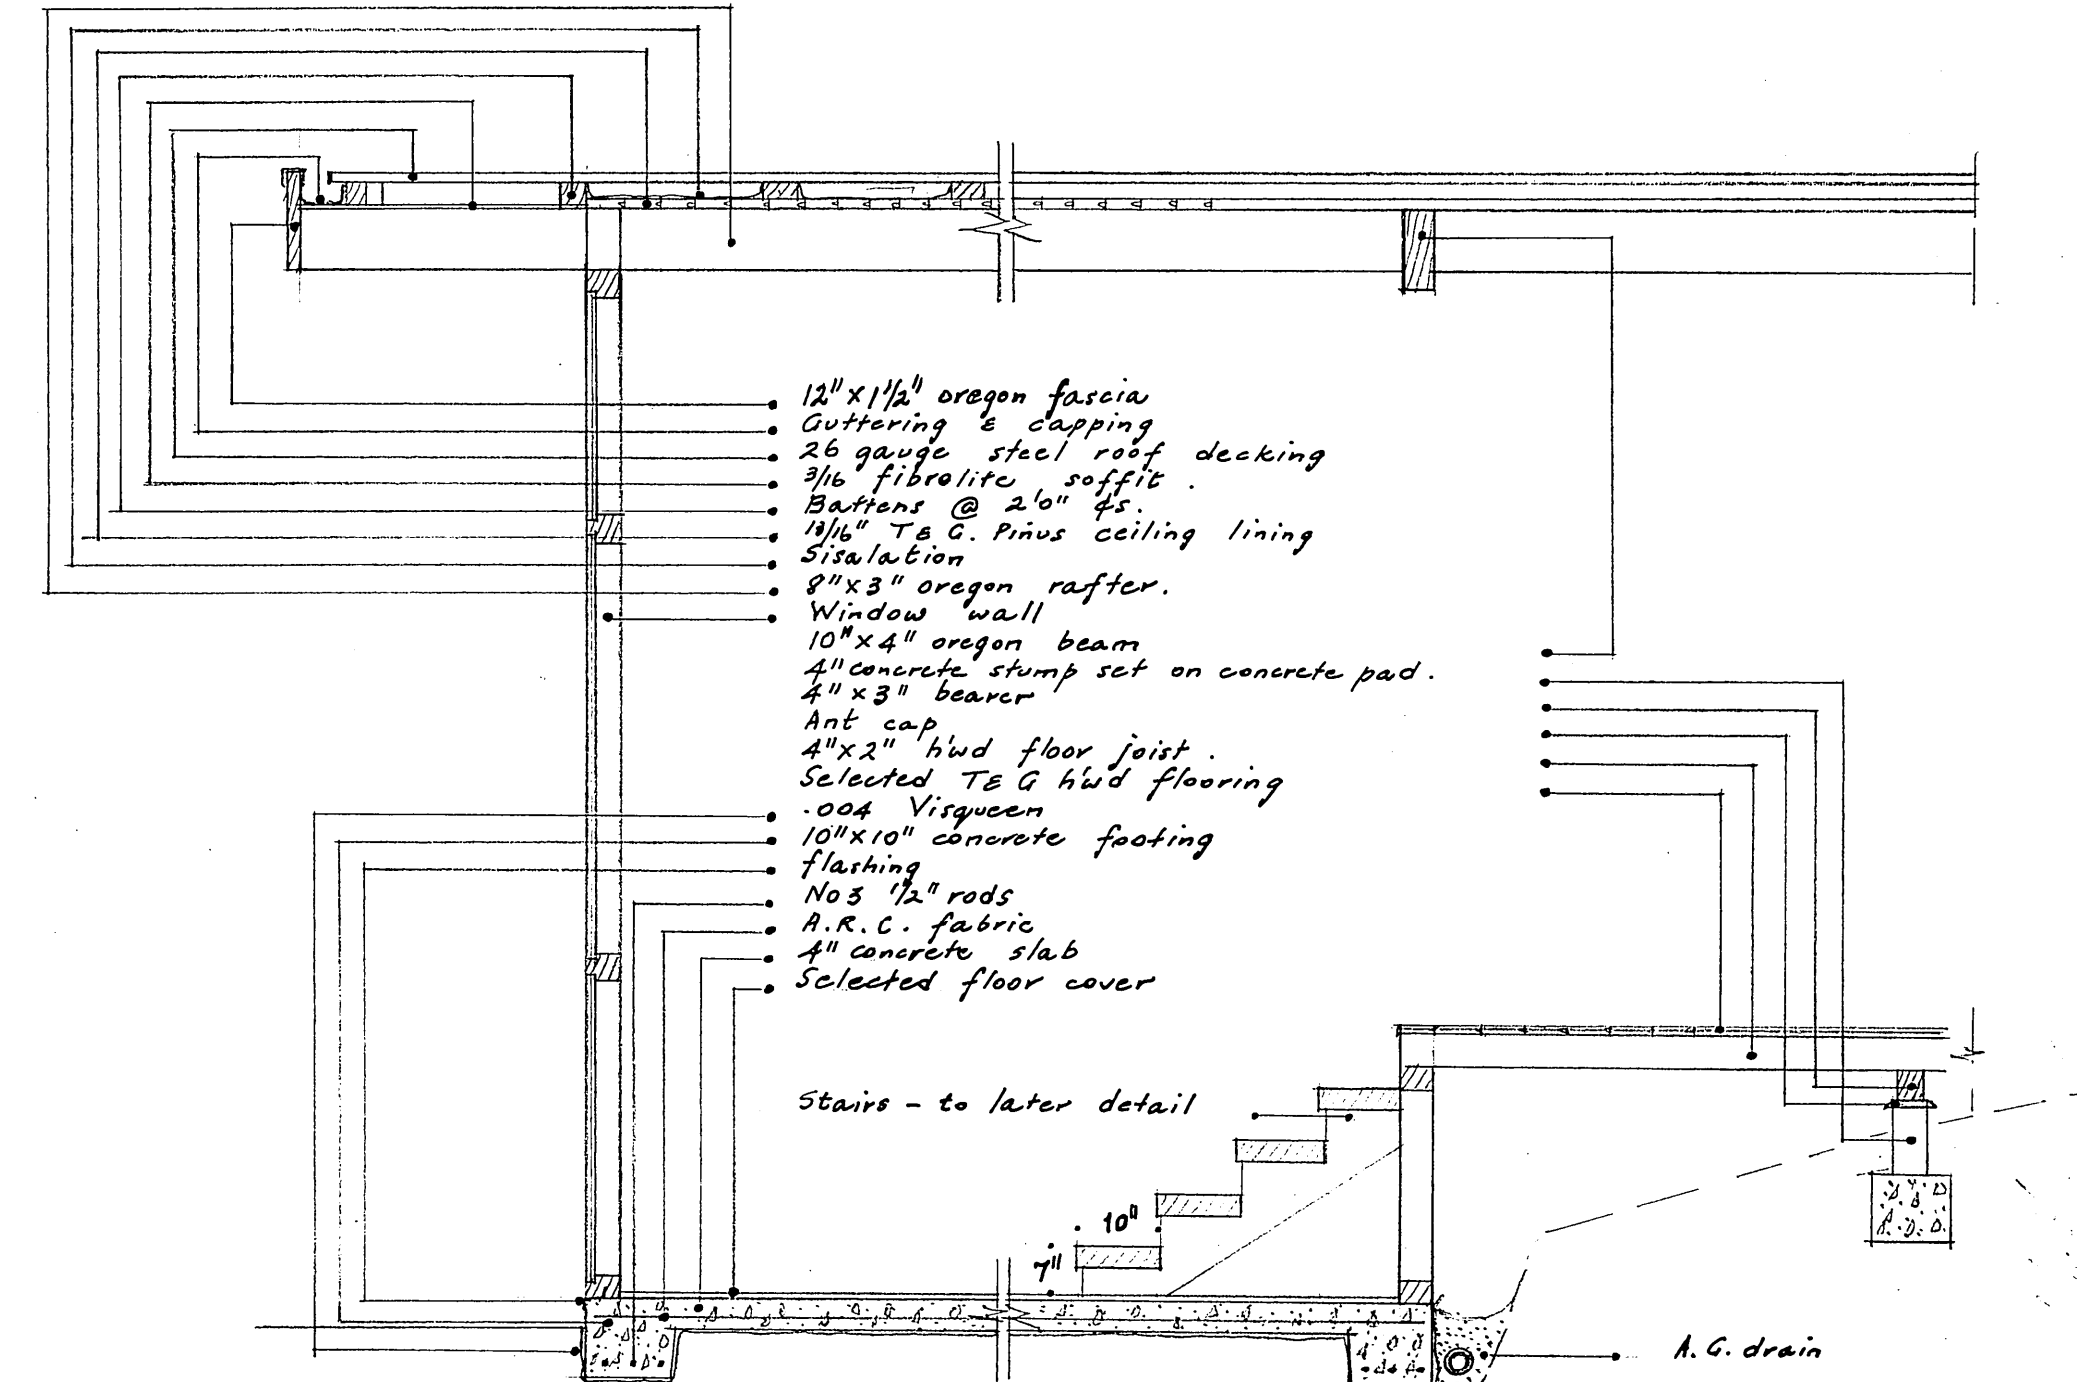 12"x1½" oregon fascia
Guttering & capping
26 gauge steel roof decking
3/16 fibrolite soffit.
Battens @ 2'0" ¢s.
13/16" T & G. Pinus ceiling lining
Sisalation
8"x3" oregon rafter.
Window wall
10"x4" oregon beam
4" concrete stump set on concrete pad.
4"x3" bearer
Ant cap
4"x2" h'wd floor joist.
Selected T & G h'wd flooring
.004 Visqueen
10"x10" concrete footing
flashing
No 3 1/2" rods
A.R.C. fabric
4" concrete slab
Selected floor cover
Stairs - to later detail
10"
7"
A.G. drain